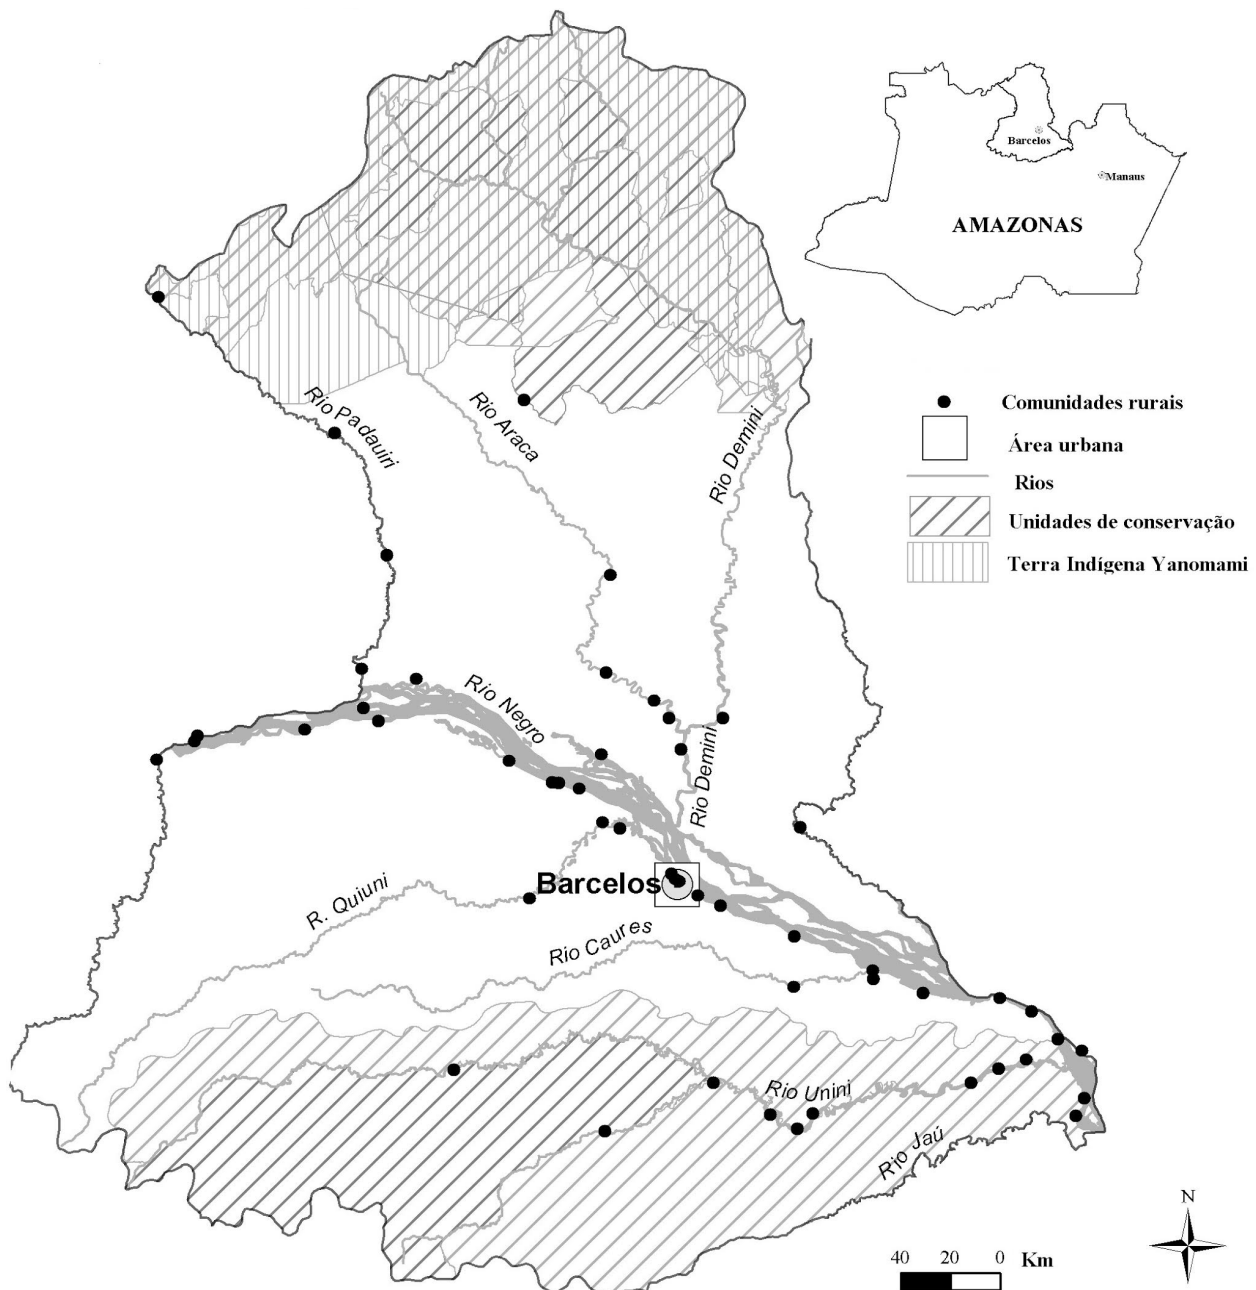 Barcelos
Manaus
AMAZONAS
Rio Padauiri
Rio Araca
Rio Demini
Comunidades rurais
Área urbana
Rios
Unidades de conservação
Terra Indígena Yanomami
Rio Negro
Rio Demini
Barcelos
R. Quiuni
Rio Caures
Rio Unini
Rio Jaú
N
40 20 0 Km